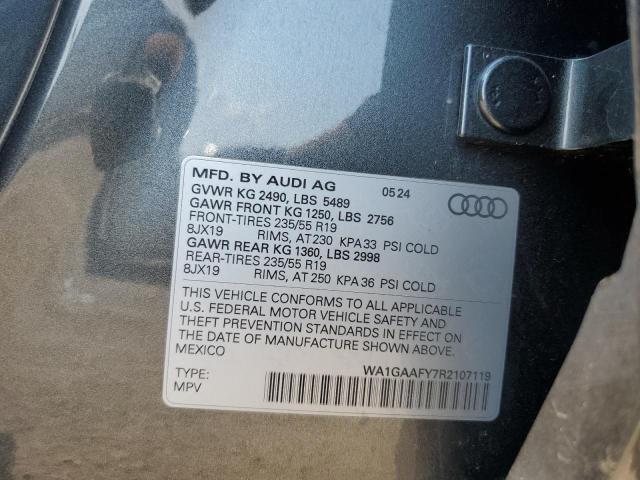 MFD. BY AUDI AG 05 24
GVWR KG 2490, LBS 5489
GAWR FRONT KG 1250, LBS 2756
FRONT-TIRES 235/55 R19
8JX19 RIMS, AT 230 KPA 33 PSI COLD
GAWR REAR KG 1360, LBS 2998
REAR-TIRES 235/55 R19
8JX19 RIMS, AT 250 KPA 36 PSI COLD
THIS VEHICLE CONFORMS TO ALL APPLICABLE
U.S. FEDERAL MOTOR VEHICLE SAFETY AND
THEFT PREVENTION STANDARDS IN EFFECT ON
THE DATE OF MANUFACTURE SHOWN ABOVE.
MEXICO
WA1GAAFY7R2107119
TYPE:
MPV